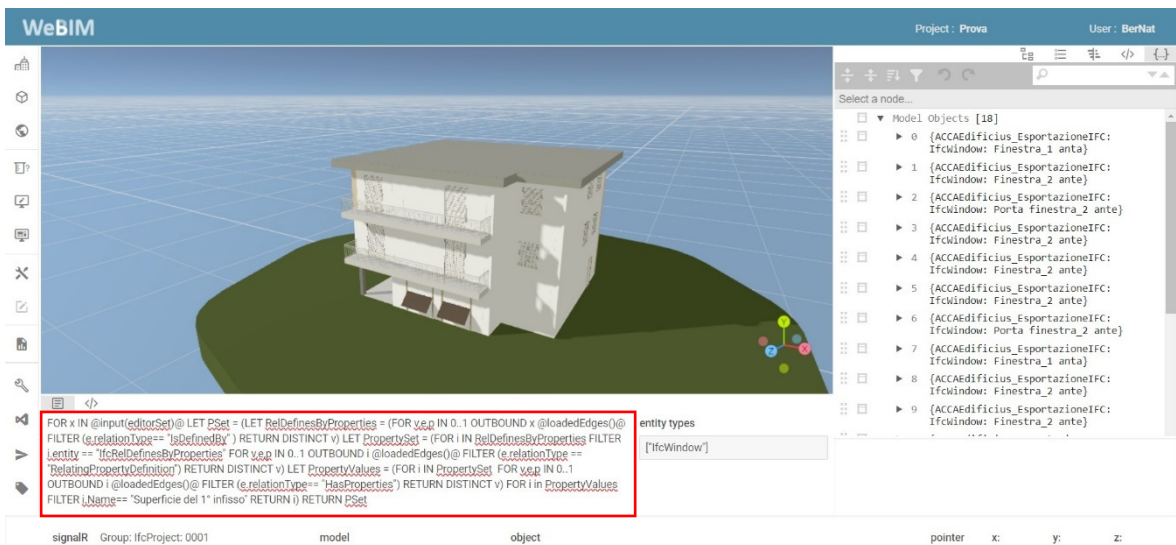 WeBIM
Project : Prova
User : BerNat
Select a node...
Model Objects [18]
0 {ACCAEdificius_EsportazioneIFC:
IfcWindow: Finestra_1 anta}
1 {ACCAEdificius_EsportazioneIFC:
IfcWindow: Finestra_2 ante}
2 {ACCAEdificius_EsportazioneIFC:
IfcWindow: Porta finestra_2 ante}
3 {ACCAEdificius_EsportazioneIFC:
IfcWindow: Finestra_2 ante}
4 {ACCAEdificius_EsportazioneIFC:
IfcWindow: Finestra_2 ante}
5 {ACCAEdificius_EsportazioneIFC:
IfcWindow: Finestra_2 ante}
6 {ACCAEdificius_EsportazioneIFC:
IfcWindow: Porta finestra_2 ante}
7 {ACCAEdificius_EsportazioneIFC:
IfcWindow: Finestra_1 anta}
8 {ACCAEdificius_EsportazioneIFC:
IfcWindow: Finestra_2 ante}
9 {ACCAEdificius_EsportazioneIFC:
IfcWindow: Finestra_2 ante}
Y
Z
X
FOR x IN @input(editorSet)@ LET PSet = (LET RelDefinesByProperties = (FOR v,e,p IN 0..1 OUTBOUND x @loadedEdges()@
FILTER (e.relationType== "IsDefinedBy" ) RETURN DISTINCT v) LET PropertySet = (FOR i IN RelDefinesByProperties FILTER
i.entity == "IfcRelDefinesByProperties" FOR v,e,p IN 0..1 OUTBOUND i @loadedEdges()@ FILTER (e.relationType ==
"RelatingPropertyDefinition") RETURN DISTINCT v) LET PropertyValues = (FOR i IN PropertySet FOR v,e,p IN 0..1
OUTBOUND i @loadedEdges()@ FILTER (e.relationType== "HasProperties") RETURN DISTINCT v) FOR i in PropertyValues
FILTER i.Name== "Superficie del 1° infisso" RETURN i) RETURN PSet
entity types
["IfcWindow"]
signalR Group: IfcProject: 0001 model object pointer x: y: z: